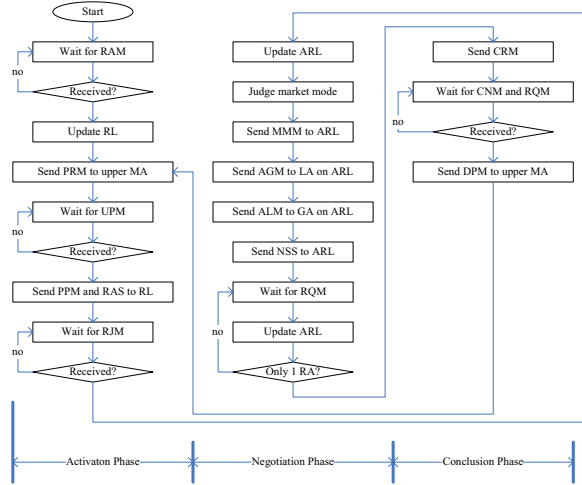 Start
Wait for RAM
no
Received?
Update RL
Send PRM to upper MA
Wait for UPM
no
Received?
Send PPM and RAS to RL
Wait for RJM
no
Received?
Update ARL
Judge market mode
Send MMM to ARL
Send AGM to LA on ARL
Send ALM to GA on ARL
Send NSS to ARL
Wait for RQM
no
Update ARL
Only 1 RA?
Send CRM
Wait for CNM and RQM
no
Received?
Send DPM to upper MA
Activaton Phase
Negotiation Phase
Conclusion Phase